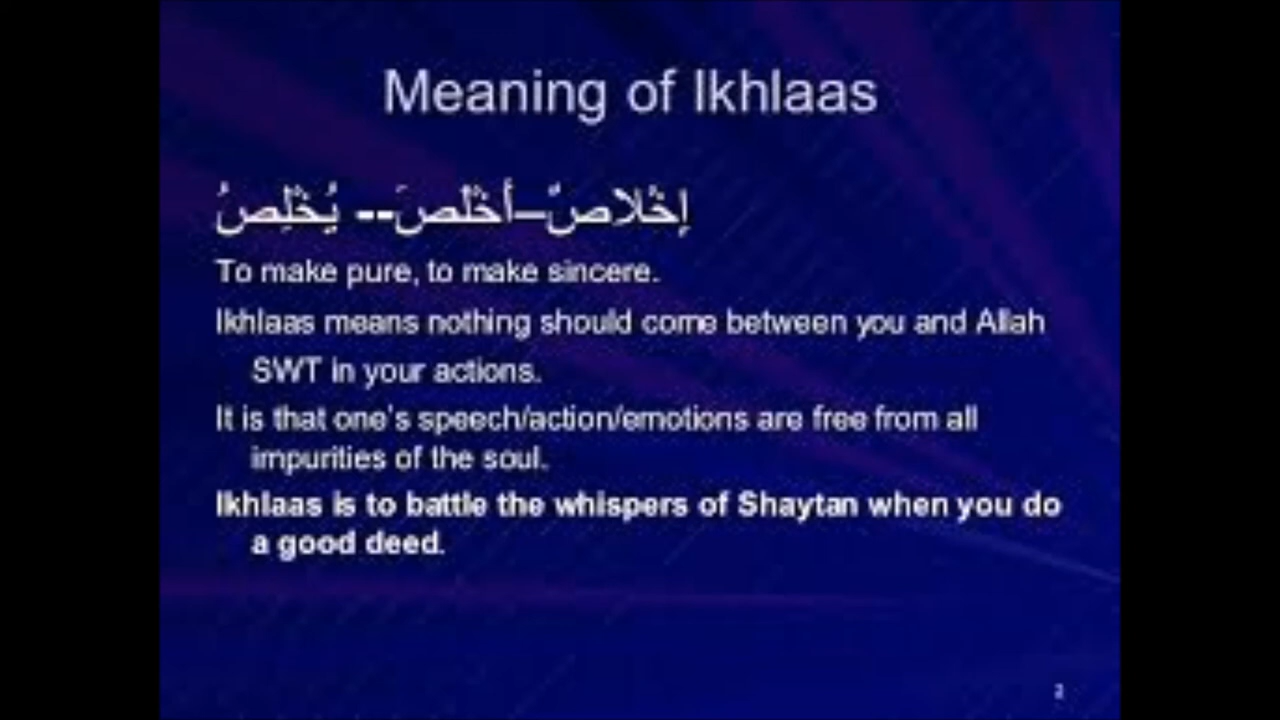 Meaning of Ikhlaas
إِخْلاصٌ–أَخْلَصَ-- يُخْلِصُ
To make pure, to make sincere.
Ikhlaas means nothing should come between you and Allah
SWT in your actions.
It is that one's speech/action/emotions are free from all
impurities of the soul.
Ikhlaas is to battle the whispers of Shaytan when you do
a good deed.
2